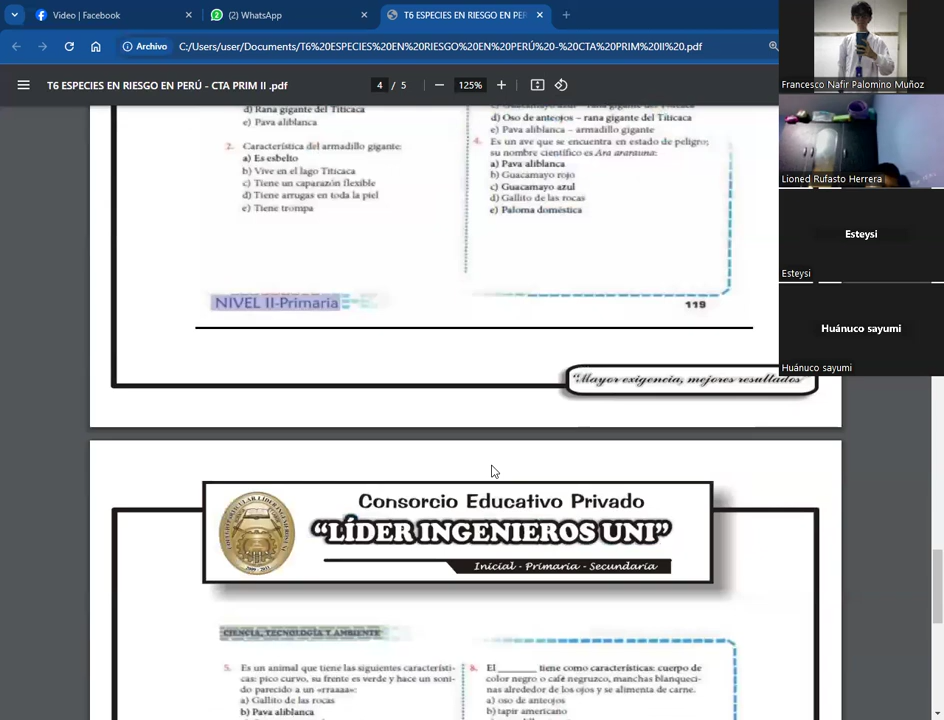 Video | Facebook
(2) WhatsApp
T6 ESPECIES EN RIESGO EN PER
Archivo
C:/Users/user/Documents/T6%20ESPECIES%20EN%20RIESGO%20EN%20PERÚ%20-%20CTA%20PRIM%20II%20.pdf
T6 ESPECIES EN RIESGO EN PERÚ - CTA PRIM II .pdf
4 / 5
125%
d) Rana gigante del Titicaca
e) Pava aliblanca
2. Característica del armadillo gigante:
a) Es esbelto
b) Vive en el lago Titicaca
c) Tiene un caparazón flexible
d) Tiene arrugas en toda la piel
e) Tiene trompa
d) Oso de anteojos – rana gigante del Titicaca
e) Pava aliblanca – armadillo gigante
4. Es un ave que se encuentra en estado de peligro;
su nombre científico es Ara ararauna:
a) Pava aliblanca
b) Guacamayo rojo
c) Guacamayo azul
d) Gallito de las rocas
e) Paloma doméstica
NIVEL II-Primaria
119
"Mayor exigencia, mejores resultados"
Consorcio Educativo Privado
"LÍDER INGENIEROS UNI"
Inicial - Primaria - Secundaria
CIENCIA, TECNOLOGÍA Y AMBIENTE
5. Es un animal que tiene las siguientes característi-
cas: pico curvo, su frente es verde y hace un soni-
do parecido a un «rraaaa»:
a) Gallito de las rocas
b) Pava aliblanca
8. El ________ tiene como características: cuerpo de
color negro o café negruzco, manchas blanqueci-
nas alrededor de los ojos y se alimenta de carne.
a) oso de anteojos
b) tapir americano
Francesco Nafir Palomino Muñoz
Lioned Rufasto Herrera
Esteysi
Esteysi
Huánuco sayumi
Huánuco sayumi